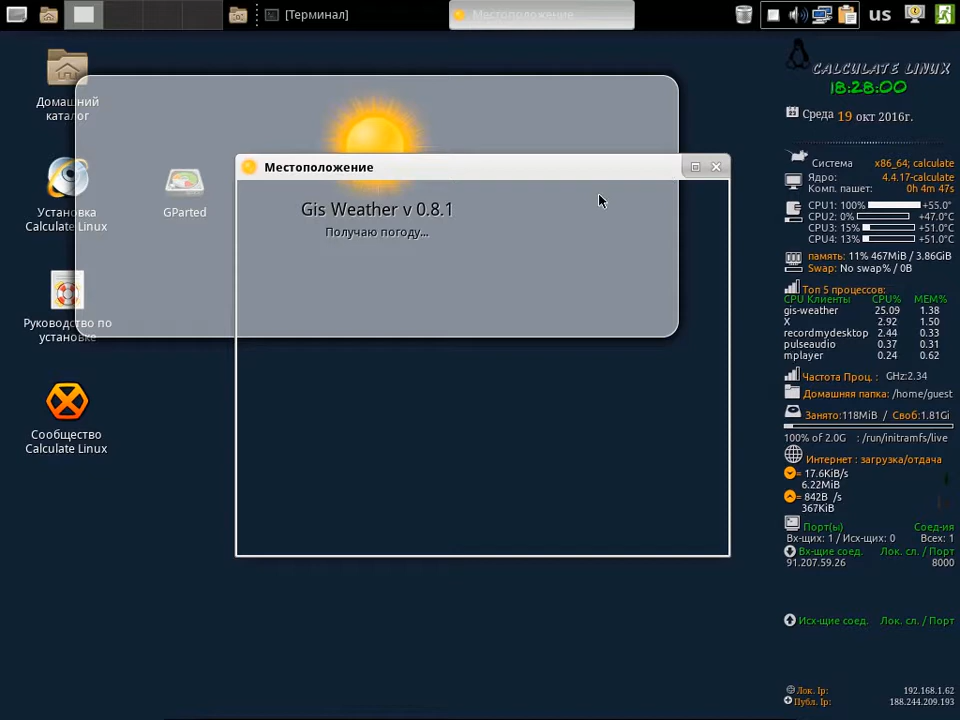 [Терминал]
Местоположение
us
Домашний
каталог
Установка
Calculate Linux
GParted
Руководство по
установке
Сообщество
Calculate Linux
Местоположение
Gis Weather v 0.8.1
Получаю погоду...
CALCULATE LINUX
18:28:00
Среда 19 окт 2016г.
Система x86_64; calculate
Ядро: 4.4.17-calculate
Комп. пашет: 0h 4m 47s
CPU1: 100% +55.0°
CPU2: 0% +47.0°C
CPU3: 15% +51.0°C
CPU4: 13% +51.0°C
память: 11% 467MiB / 3.86GiB
Swap: No swap% / 0B
Топ 5 процессов:
CPU Клиенты CPU% MEM%
gis-weather 25.09 1.38
X 2.92 1.50
recordmydesktop 2.44 0.33
pulseaudio 0.37 0.31
mplayer 0.24 0.62
Частота Проц. : GHz:2.34
Домашняя папка: /home/guest
Занято:118MiB / Своб:1.81Gi
100% of 2.0G : /run/initramfs/live
Интернет : загрузка/отдача
= 17.6KiB/s
6.22MiB
= 842B /s
367KiB
Порт(ы) Соед-ия
Вх-щих: 1 / Исх-щих: 0 Всех: 1
Вх-щие соед. Лок. сл. / Порт
91.207.59.26 8000
Исх-щие соед. Лок. сл. / Порт
Лок. Ip: 192.168.1.62
Публ. Ip: 188.244.209.193